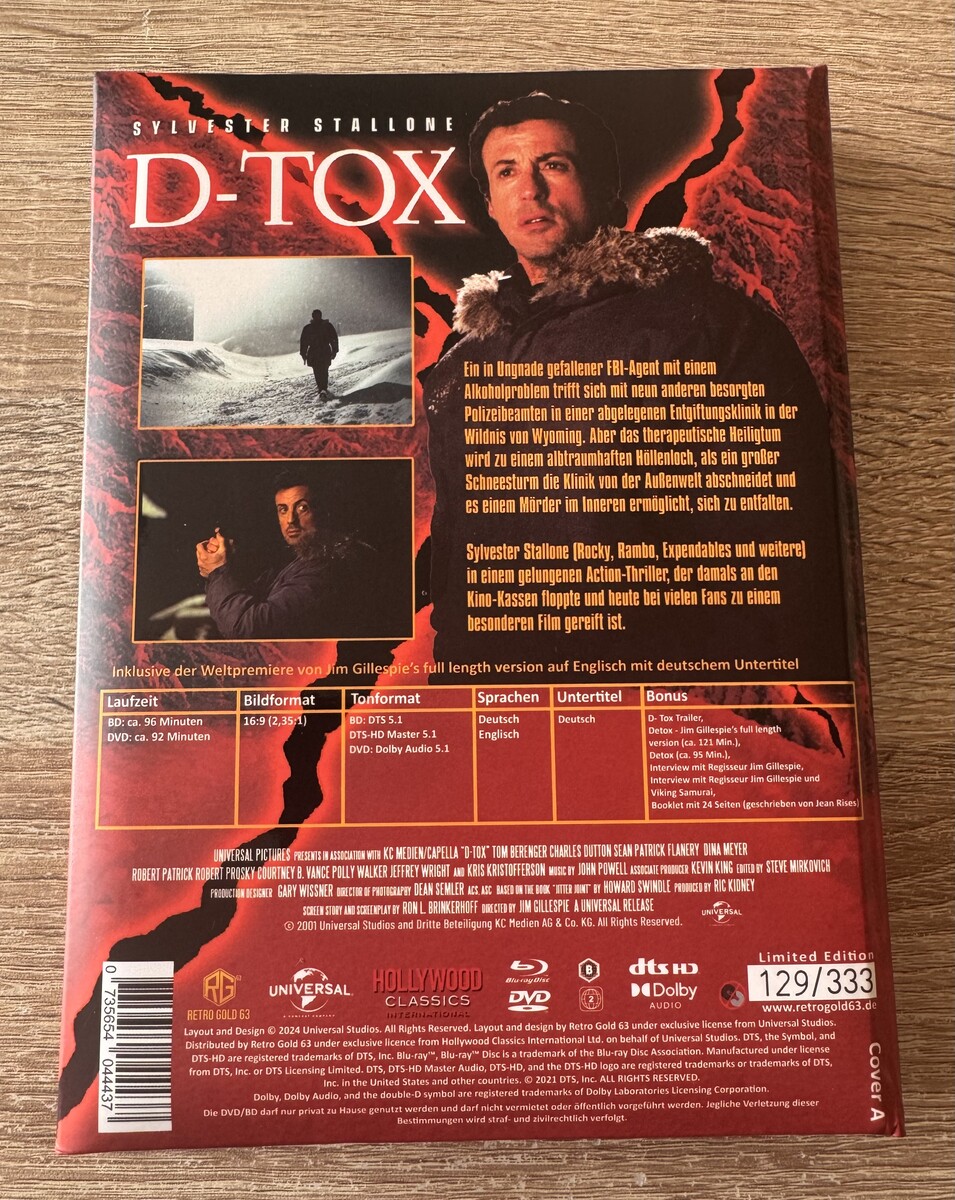 SYLVESTER STALLONE
D-TOX
Ein in Ungnade gefallener FBI-Agent mit einem
Alkoholproblem trifft sich mit neun anderen besorgten
Polizeibeamten in einer abgelegenen Entgiftungsklinik in der
Wildnis von Wyoming. Aber das therapeutische Heiligtum
wird zu einem albtraumhaften Höllenloch, als ein großer
Schneesturm die Klinik von der Außenwelt abschneidet und
es einem Mörder im Inneren ermöglicht, sich zu entfalten.
Sylvester Stallone (Rocky, Rambo, Expendables und weitere)
in einem gelungenen Action-Thriller, der damals an den
Kino-Kassen floppte und heute bei vielen Fans zu einem
besonderen Film gereift ist.
Inklusive der Weltpremiere von Jim Gillespie's full length version auf Englisch mit deutschem Untertitel
Laufzeit
BD: ca. 96 Minuten
DVD: ca. 92 Minuten
Bildformat
16:9 (2,35:1)
Tonformat
BD: DTS 5.1
DTS-HD Master 5.1
DVD: Dolby Audio 5.1
Sprachen
Deutsch
Englisch
Untertitel
Deutsch
Bonus
D- Tox Trailer,
Detox - Jim Gillespie's full length
version (ca. 121 Min.),
Detox (ca. 95 Min.),
Interview mit Regisseur Jim Gillespie,
Interview mit Regisseur Jim Gillespie und
Viking Samurai,
Booklet mit 24 Seiten (geschrieben von Jean Rises)
UNIVERSAL PICTURES PRESENTS IN ASSOCIATION WITH KC MEDIEN/CAPELLA "D-TOX" TOM BERENGER CHARLES DUTTON SEAN PATRICK FLANERY DINA MEYER
ROBERT PATRICK ROBERT PROSKY COURTNEY B. VANCE POLLY WALKER JEFFREY WRIGHT AND KRIS KRISTOFFERSON MUSIC BY JOHN POWELL ASSOCIATE PRODUCER KEVIN KING EDITED BY STEVE MIRKOVICH
PRODUCTION DESIGNER GARY WISSNER DIRECTOR OF PHOTOGRAPHY DEAN SEMLER ACS, ASC BASED ON THE BOOK "JITTER JOINT" BY HOWARD SWINDLE PRODUCED BY RIC KIDNEY
SCREEN STORY AND SCREENPLAY BY RON L. BRINKERHOFF DIRECTED BY JIM GILLESPIE A UNIVERSAL RELEASE
UNIVERSAL
© 2001 Universal Studios and Dritte Beteiligung KC Medien AG & Co. KG. All Rights Reserved.
RG 63
RETRO GOLD 63
UNIVERSAL
A COMCAST COMPANY
HOLLYWOOD
CLASSICS
INTERNATIONAL
Blu-ray Disc
DVD
B
2
dts HD
Dolby
AUDIO
Limited Edition
129/333
www.retrogold63.de
Layout and Design © 2024 Universal Studios. All Rights Reserved. Layout and design by Retro Gold 63 under exclusive license from Universal Studios.
Distributed by Retro Gold 63 under exclusive licence from Hollywood Classics International Ltd. on behalf of Universal Studios. DTS, the Symbol, and
DTS-HD are registered trademarks of DTS, Inc. Blu-ray™, Blu-ray™ Disc is a trademark of the Blu-ray Disc Association. Manufactured under license
from DTS, Inc. or DTS Licensing Limited. DTS, DTS-HD Master Audio, DTS-HD, and the DTS-HD logo are registered trademarks or trademarks of DTS,
Inc. in the United States and other countries. © 2021 DTS, Inc. ALL RIGHTS RESERVED.
Dolby, Dolby Audio, and the double-D symbol are registered trademarks of Dolby Laboratories Licensing Corporation.
Die DVD/BD darf nur privat zu Hause genutzt werden und darf nicht vermietet oder öffentlich vorgeführt werden. Jegliche Verletzung dieser
Bestimmungen wird straf- und zivilrechtlich verfolgt.
0 735654 044437
Cover A